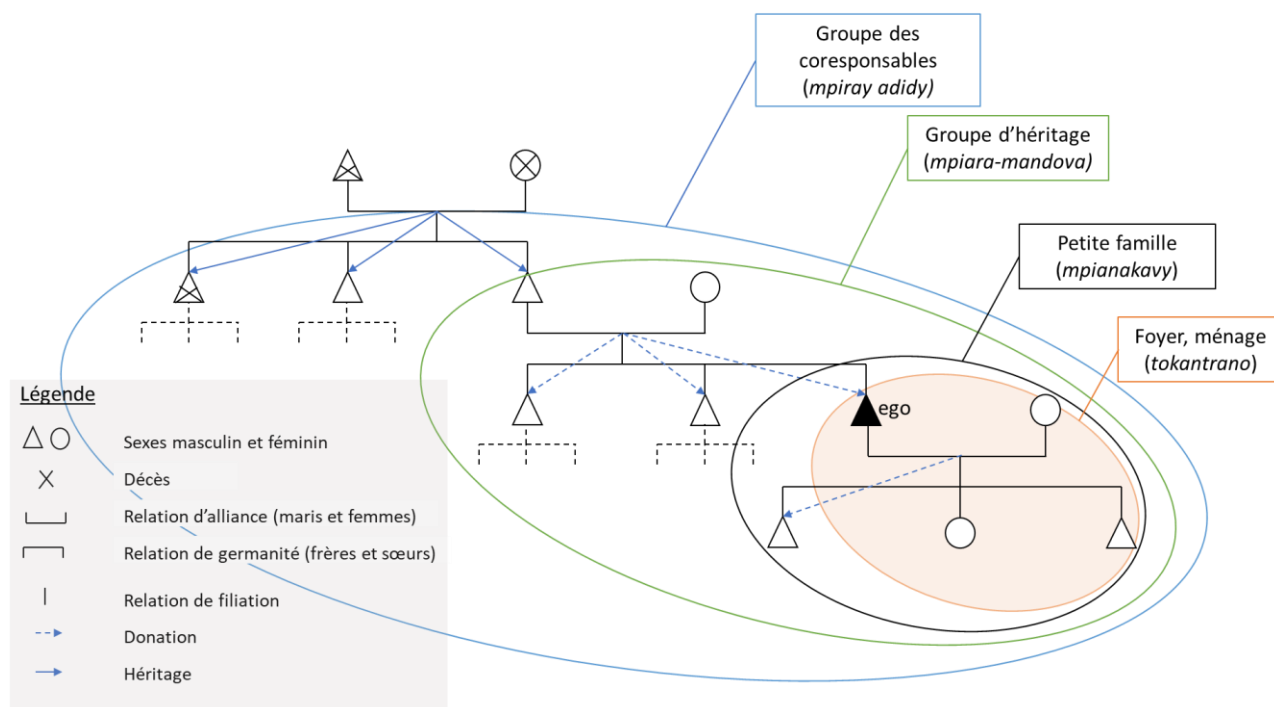 Groupe des
coresponsables
(mpiray adidy)
Groupe d’héritage
(mpiara-mandova)
Petite famille
(mpianakavy)
Foyer, ménage
(tokantrano)
ego
Légende
Sexes masculin et féminin
Décès
Relation d’alliance (maris et femmes)
Relation de germanité (frères et sœurs)
Relation de filiation
Donation
Héritage